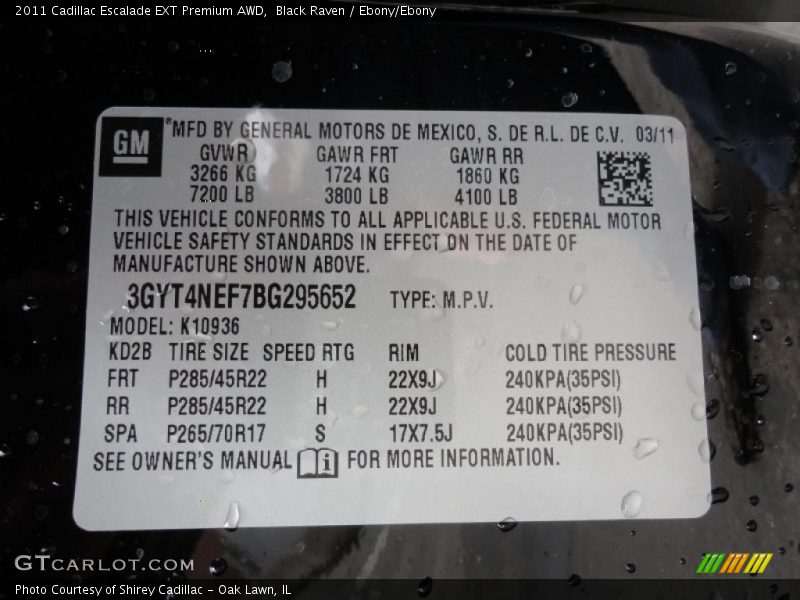 2011 Cadillac Escalade EXT Premium AWD,  Black Raven / Ebony/Ebony
GM ®MFD BY GENERAL MOTORS DE MEXICO, S. DE R.L. DE C.V. 03/11
GVWR GAWR FRT GAWR RR
3266 KG 1724 KG 1860 KG
7200 LB 3800 LB 4100 LB
THIS VEHICLE CONFORMS TO ALL APPLICABLE U.S. FEDERAL MOTOR
VEHICLE SAFETY STANDARDS IN EFFECT ON THE DATE OF
MANUFACTURE SHOWN ABOVE.
3GYT4NEF7BG295652 TYPE: M.P.V.
MODEL: K10936
KD2B TIRE SIZE SPEED RTG RIM COLD TIRE PRESSURE
FRT P285/45R22 H 22X9J 240KPA(35PSI)
RR P285/45R22 H 22X9J 240KPA(35PSI)
SPA P265/70R17 S 17X7.5J 240KPA(35PSI)
SEE OWNER'S MANUAL i FOR MORE INFORMATION.
GTCARLOT.COM
Photo Courtesy of Shirey Cadillac - Oak Lawn, IL